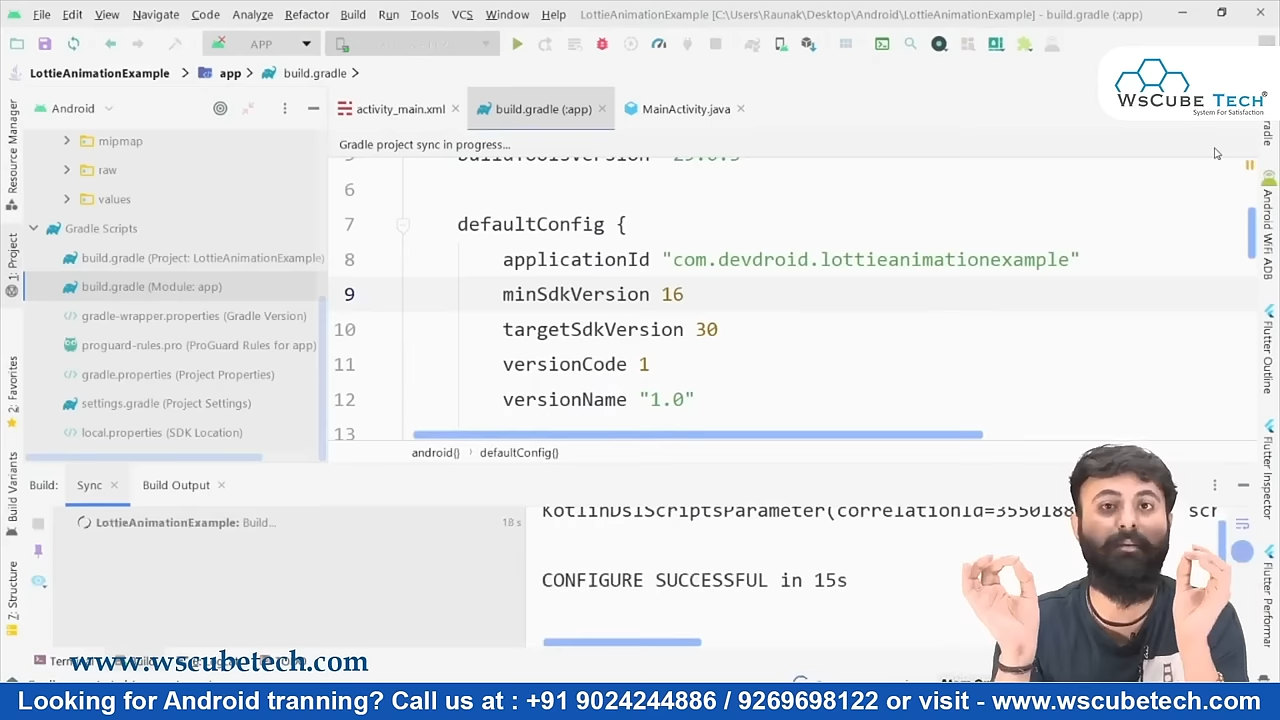 File Edit View Navigate Code Analyze Refactor Build Run Tools VCS Window Help LottieAnimationExample [C:\Users\Raunak\Desktop\Android\LottieAnimationExample] - build.gradle (:app)
APP
LottieAnimationExample app build.gradle
WsCube Tech
System For Satisfaction
Android
activity_main.xml build.gradle (:app) MainActivity.java
Gradle project sync in progress...
mipmap
raw
values
Gradle Scripts
build.gradle (Project: LottieAnimationExample)
build.gradle (Module: app)
gradle-wrapper.properties (Gradle Version)
proguard-rules.pro (ProGuard Rules for app)
gradle.properties (Project Properties)
settings.gradle (Project Settings)
local.properties (SDK Location)
6
7 defaultConfig {
8 applicationId "com.devdroid.lottieanimationexample"
9 minSdkVersion 16
10 targetSdkVersion 30
11 versionCode 1
12 versionName "1.0"
13
android() defaultConfig()
Build: Sync Build Output
LottieAnimationExample: Build... 18 s
CONFIGURE SUCCESSFUL in 15s
Resource Manager
1: Project
2: Favorites
Build Variants
7: Structure
Android WiFi ADB
Flutter Outline
Flutter Inspector
Flutter Performa
www.wscubetech.com
Looking for Android tranning? Call us at : +91 9024244886 / 9269698122 or visit - www.wscubetech.com